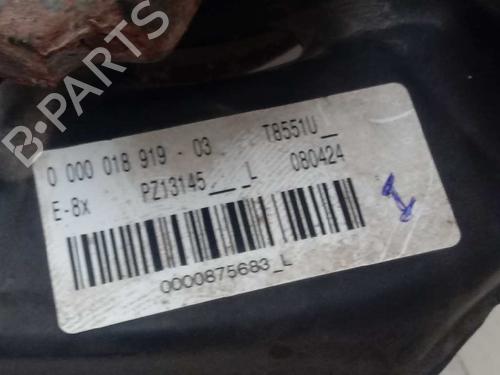 B-PARTS
0 000 018 919 - 03 T8551U__
E-8x PZ13145___L 080424
0000875683_L